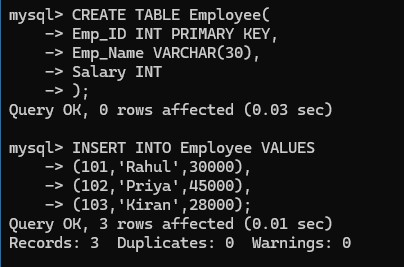 mysql> CREATE TABLE Employee(
    -> Emp_ID INT PRIMARY KEY,
    -> Emp_Name VARCHAR(30),
    -> Salary INT
    -> );
Query OK, 0 rows affected (0.03 sec)

mysql> INSERT INTO Employee VALUES
    -> (101,'Rahul',30000),
    -> (102,'Priya',45000),
    -> (103,'Kiran',28000);
Query OK, 3 rows affected (0.01 sec)
Records: 3  Duplicates: 0  Warnings: 0